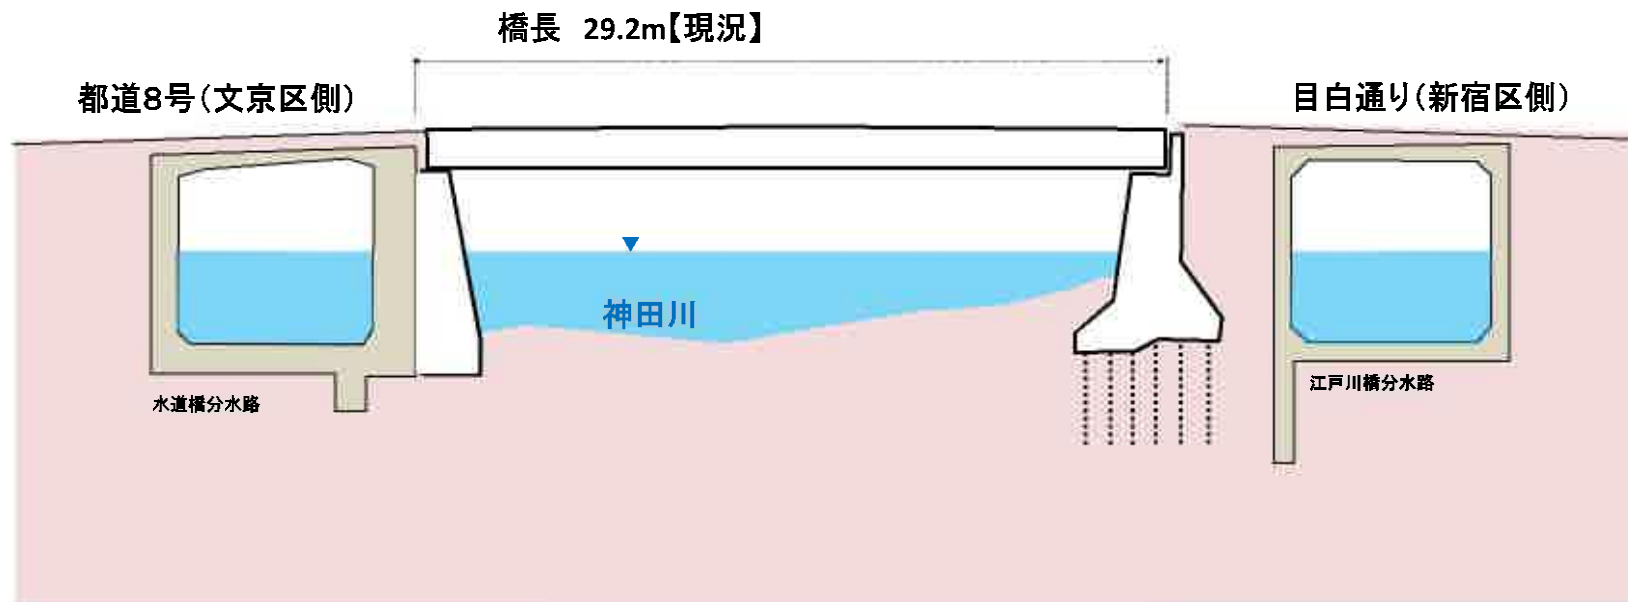 橋長 29.2m【現況】
都道8号(文京区側)
目白通り(新宿区側)
神田川
水道橋分水路
江戸川橋分水路